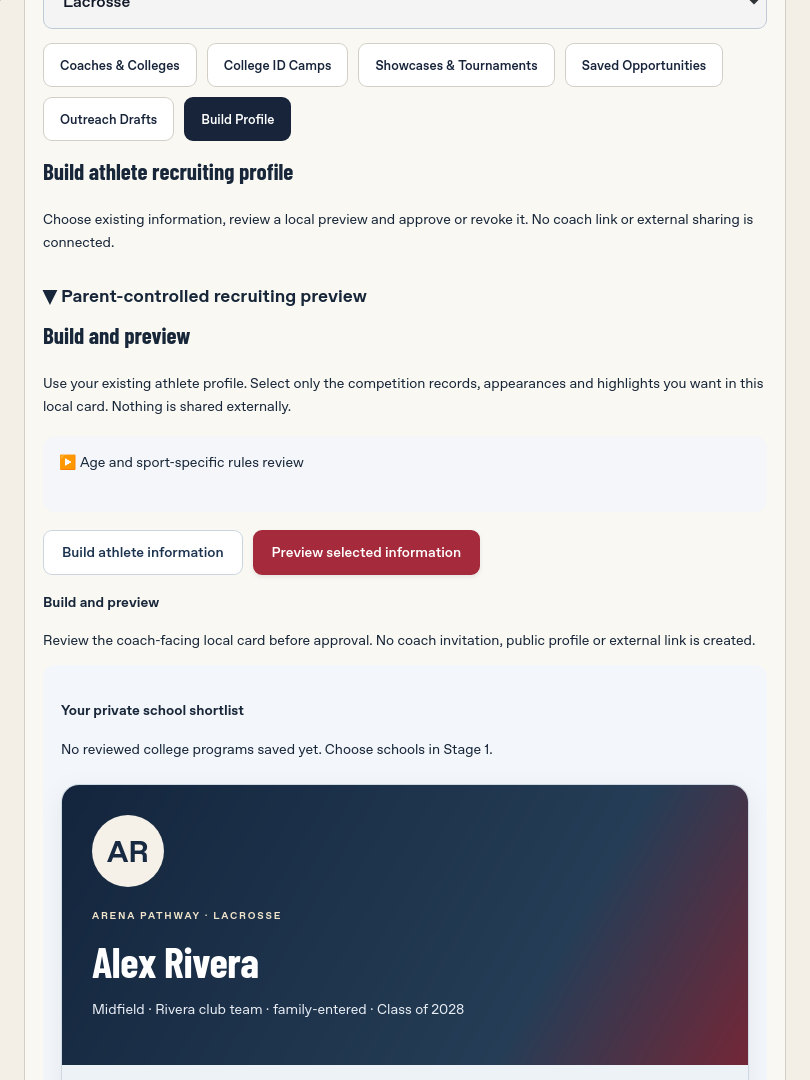 Lacrosse
Coaches & Colleges
College ID Camps
Showcases & Tournaments
Saved Opportunities
Outreach Drafts
Build Profile
Build athlete recruiting profile
Choose existing information, review a local preview and approve or revoke it. No coach link or external sharing is
connected.
▼ Parent-controlled recruiting preview
Build and preview
Use your existing athlete profile. Select only the competition records, appearances and highlights you want in this
local card. Nothing is shared externally.
▶️ Age and sport-specific rules review
Build athlete information
Preview selected information
Build and preview
Review the coach-facing local card before approval. No coach invitation, public profile or external link is created.
Your private school shortlist
No reviewed college programs saved yet. Choose schools in Stage 1.
AR
ARENA PATHWAY · LACROSSE
Alex Rivera
Midfield · Rivera club team · family-entered · Class of 2028